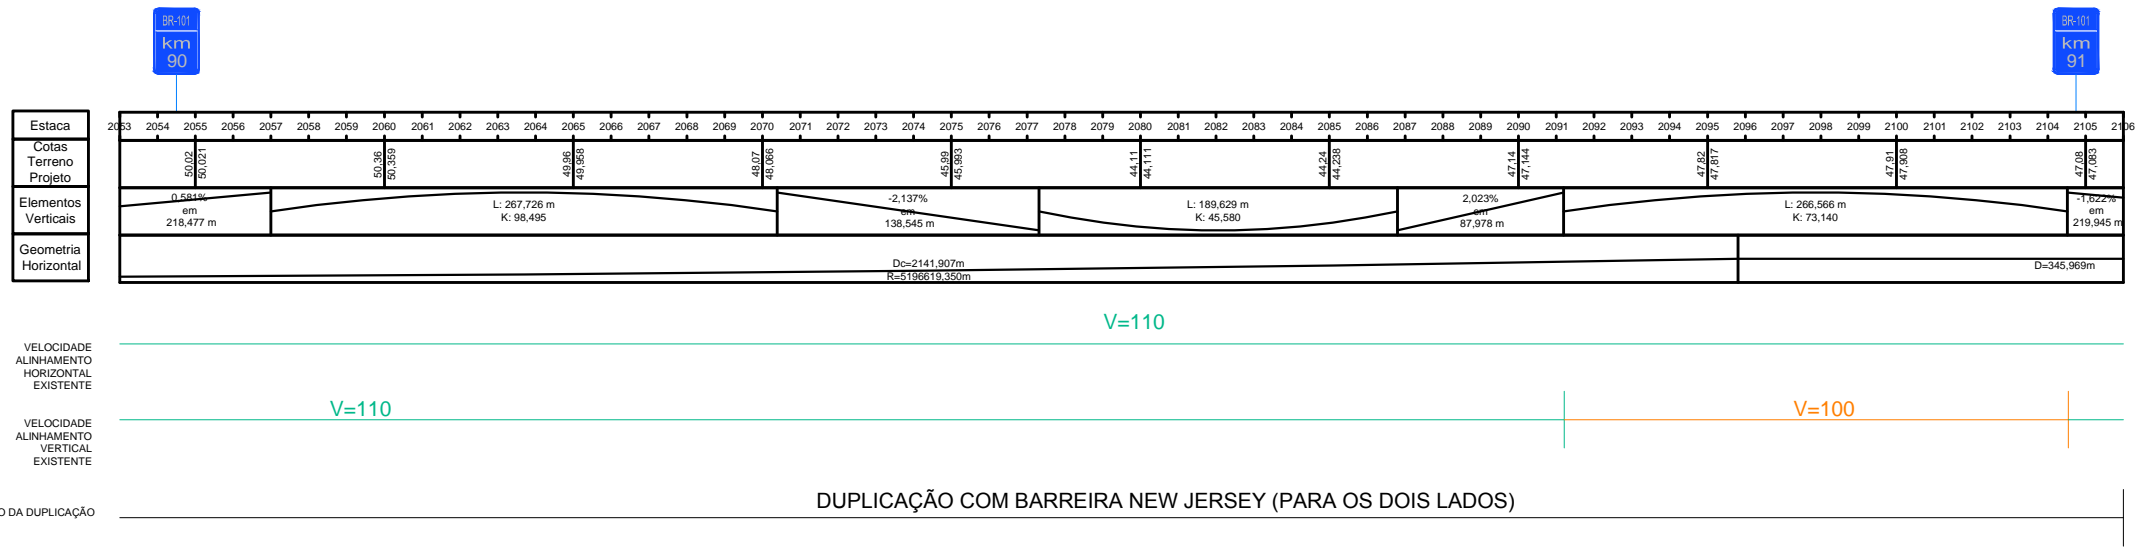 BR-101
km
90
BR-101
km
91
Estaca
2053 2054 2055 2056 2057 2058 2059 2060 2061 2062 2063 2064 2065 2066 2067 2068 2069 2070 2071 2072 2073 2074 2075 2076 2077 2078 2079 2080 2081 2082 2083 2084 2085 2086 2087 2088 2089 2090 2091 2092 2093 2094 2095 2096 2097 2098 2099 2100 2101 2102 2103 2104 2105 2106
Cotas
Terreno
Projeto
50,02
50,021
50,36
50,359
49,96
49,958
48,07
48,066
45,99
45,993
44,11
44,111
44,24
44,238
47,14
47,144
47,82
47,817
47,91
47,908
47,08
47,083
Elementos
Verticais
0,581%
em
218,477 m
L: 267,726 m
K: 98,495
-2,137%
em
138,545 m
L: 189,629 m
K: 45,580
2,023%
em
87,978 m
L: 266,566 m
K: 73,140
-1,622%
em
219,945 m
Geometria
Horizontal
Dc=2141,907m
R=5196619,350m
D=345,969m
V=110
VELOCIDADE
ALINHAMENTO
HORIZONTAL
EXISTENTE
V=110
V=100
VELOCIDADE
ALINHAMENTO
VERTICAL
EXISTENTE
DUPLICAÇÃO COM BARREIRA NEW JERSEY (PARA OS DOIS LADOS)
O DA DUPLICAÇÃO